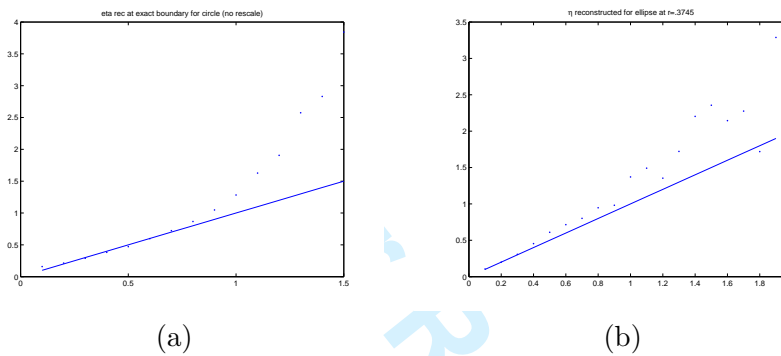 eta rec at exact boundary for circle (no rescale)
4
3.5
3
2.5
2
1.5
1
0.5
0
0 0.5 1 1.5
(a)
η reconstructed for ellipse at r=.3745
3.5
3
2.5
2
1.5
1
0.5
0
0 0.2 0.4 0.6 0.8 1 1.2 1.4 1.6 1.8
(b)